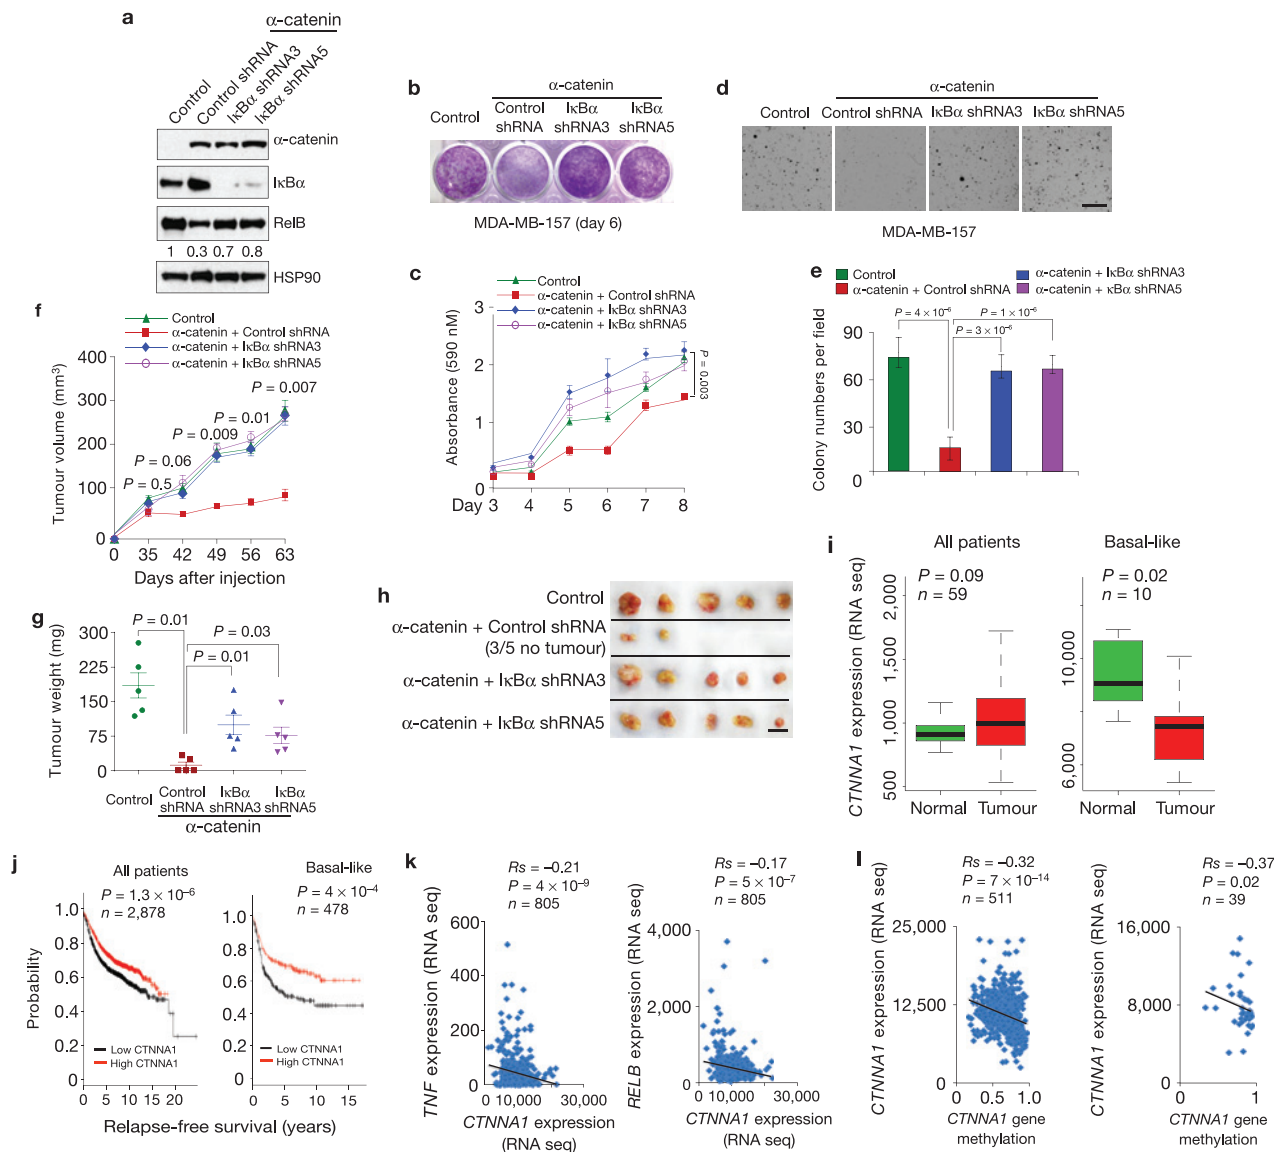 a
α-catenin
Control
Control shRNA
IκBα shRNA3
IκBα shRNA5
α-catenin
IκBα
RelB
1 0.3 0.7 0.8
HSP90
b
α-catenin
Control
Control shRNA
IκBα shRNA3
IκBα shRNA5
MDA-MB-157 (day 6)
c
Control
α-catenin + Control shRNA
α-catenin + IκBα shRNA3
α-catenin + IκBα shRNA5
Absorbance (590 nM)
3
2
1
0
P = 0.003
Day 3 4 5 6 7 8
d
α-catenin
Control
Control shRNA
IκBα shRNA3
IκBα shRNA5
MDA-MB-157
e
Control
α-catenin + Control shRNA
α-catenin + IκBα shRNA3
α-catenin + κBα shRNA5
P = 4 × 10⁻⁶
P = 1 × 10⁻⁶
P = 3 × 10⁻⁶
Colony numbers per field
90
60
30
0
f
Control
α-catenin + Control shRNA
α-catenin + IκBα shRNA3
α-catenin + IκBα shRNA5
Tumour volume (mm³)
400
300
200
100
0
P = 0.007
P = 0.01
P = 0.009
P = 0.06
P = 0.5
0 35 42 49 56 63
Days after injection
g
P = 0.01
P = 0.03
P = 0.01
Tumour weight (mg)
300
225
150
75
0
Control
Control shRNA
IκBα shRNA3
IκBα shRNA5
α-catenin
h
Control
α-catenin + Control shRNA
(3/5 no tumour)
α-catenin + IκBα shRNA3
α-catenin + IκBα shRNA5
i
All patients
P = 0.09
n = 59
CTNNA1 expression (RNA seq)
2,000
1,500
1,000
500
Normal Tumour
Basal-like
P = 0.02
n = 10
10,000
6,000
Normal Tumour
j
All patients
P = 1.3 × 10⁻⁶
n = 2,878
Probability
1.0
0.8
0.6
0.4
0.2
0
Low CTNNA1
High CTNNA1
0 5 10 15 20
Basal-like
P = 4 × 10⁻⁴
n = 478
1.0
0.8
0.6
0.4
0.2
0
Low CTNNA1
High CTNNA1
0 5 10 15
Relapse-free survival (years)
k
Rs = –0.21
P = 4 × 10⁻⁹
n = 805
TNF expression (RNA seq)
600
400
200
0
0 10,000 30,000
CTNNA1 expression
(RNA seq)
Rs = –0.17
P = 5 × 10⁻⁷
n = 805
RELB expression (RNA seq)
4,000
2,000
0
0 10,000 30,000
CTNNA1 expression
(RNA seq)
l
Rs = –0.32
P = 7 × 10⁻¹⁴
n = 511
CTNNA1 expression (RNA seq)
25,000
12,500
0
0 0.5 1.0
CTNNA1 gene
methylation
Rs = –0.37
P = 0.02
n = 39
CTNNA1 expression (RNA seq)
16,000
8,000
0
0 1
CTNNA1 gene
methylation